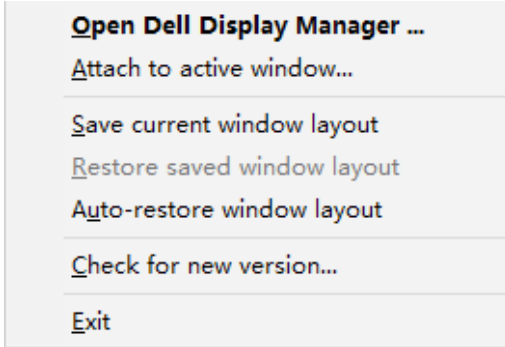 Open Dell Display Manager ...
Attach to active window...
Save current window layout
Restore saved window layout
Auto-restore window layout
Check for new version...
Exit